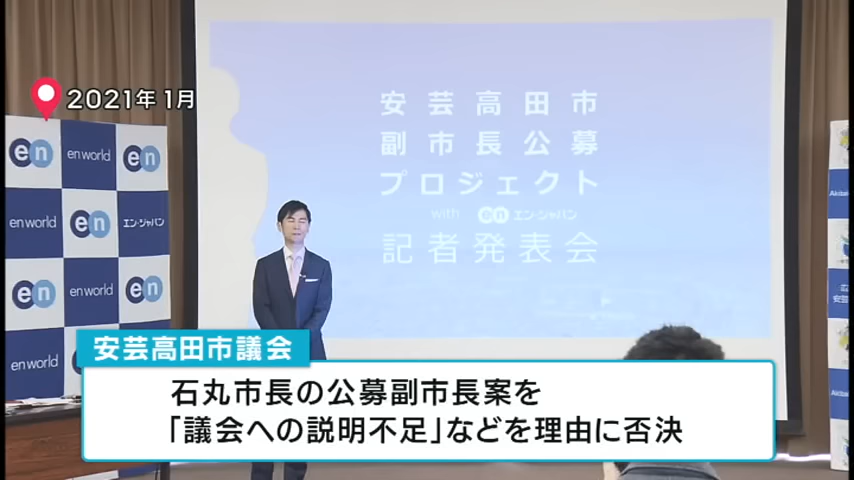 2021年1月
安芸高田市
副市長公募
プロジェクト
with en エン・ジャパン
記者発表会
en en world en
en world en エン・ジャパン
en en world en
en world
安芸高田市議会
石丸市長の公募副市長案を
「議会への説明不足」などを理由に否決